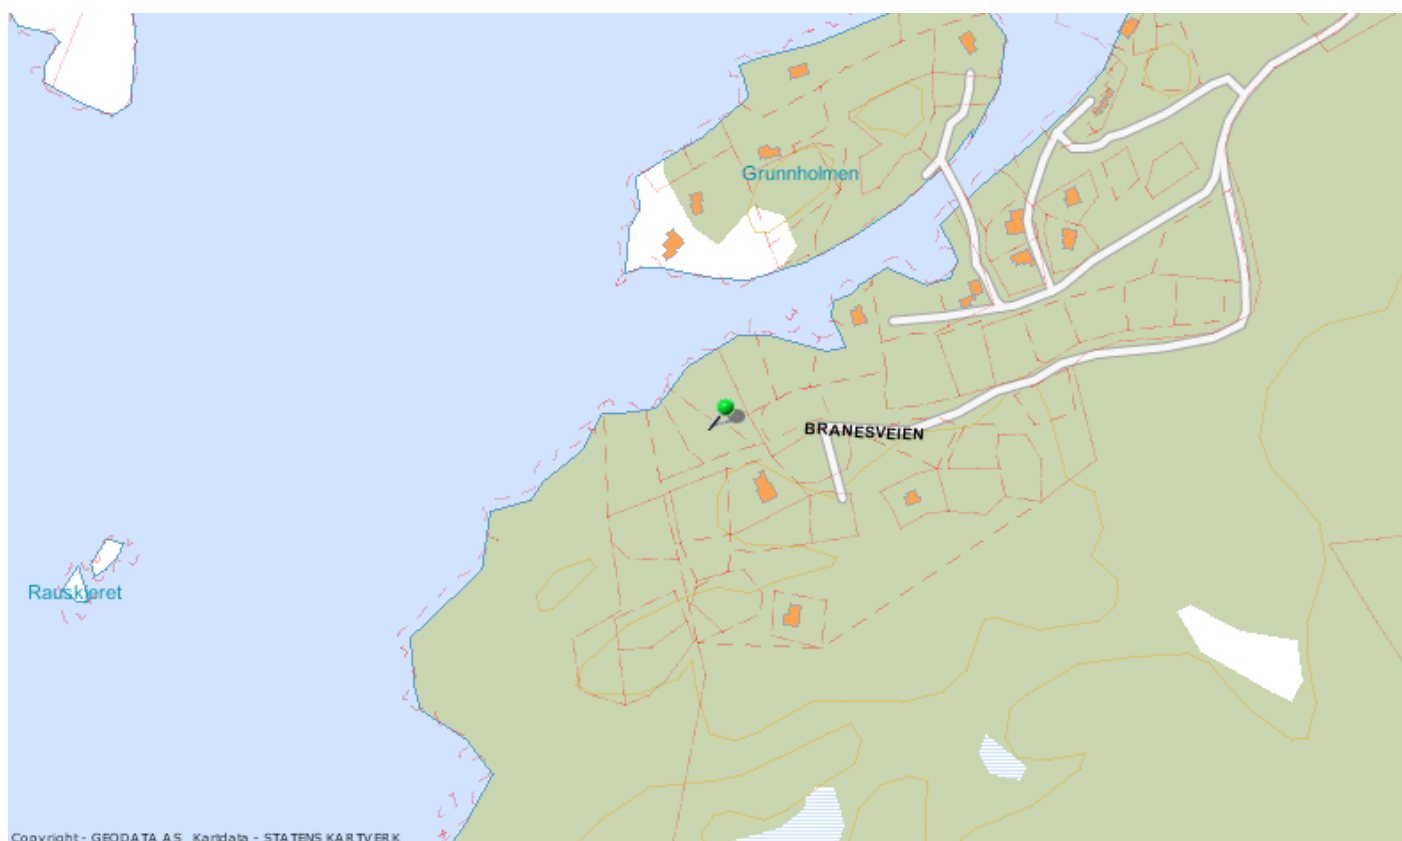 Grunnholmen
BRANESVEIEN
Rauskjeret
Copyright - GEODATA AS, Kartdata - STATENS KARTVERK